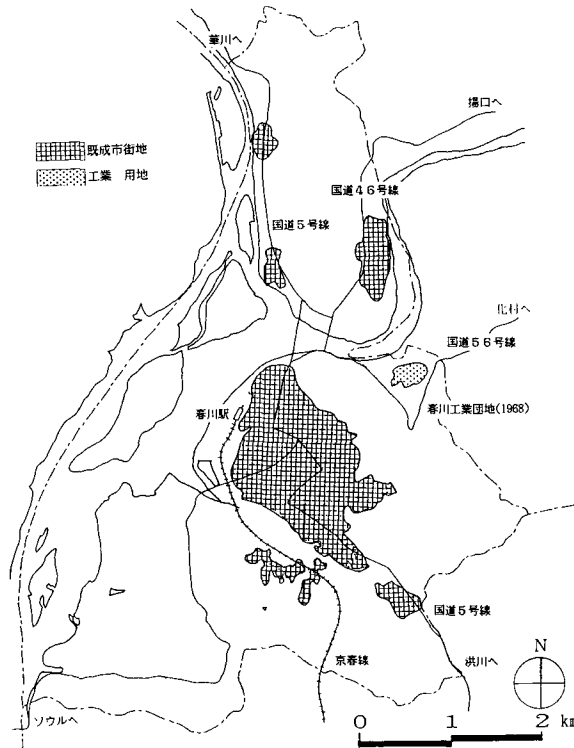 華川へ
揚口へ
既成市街地
工業 用地
国道46号線
国道5号線
北村へ
国道56号線
春川駅
春川工業団地(1968)
国道5号線
京春線
洪川へ
N
ソウルへ
0 1 2 km